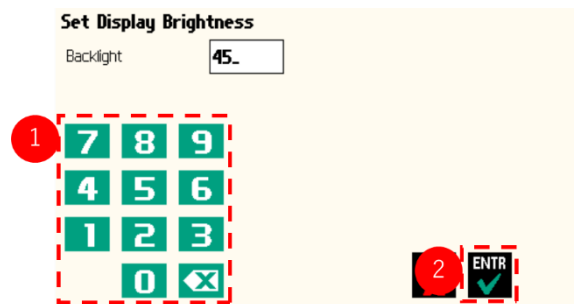 Set Display Brightness
Backlight 45_
1 7 8 9
4 5 6
1 2 3
0
2 ENTR